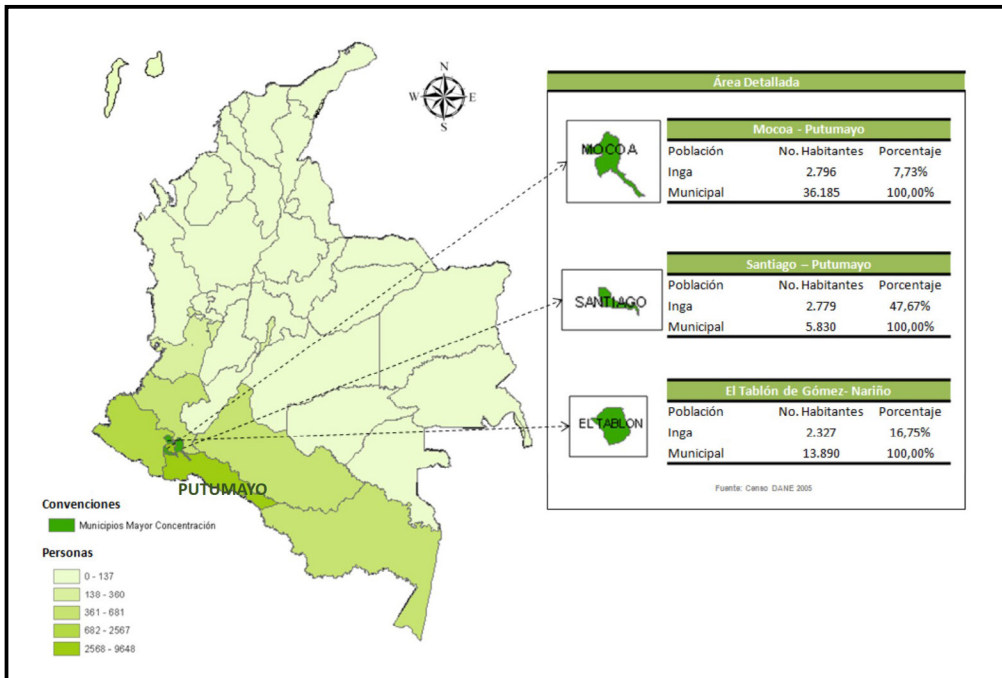 N
W E
S
PUTUMAYO
Convenciones
Municipios Mayor Concentración
Personas
0 - 137
138 - 360
361 - 681
682 - 2567
2568 - 9648
Área Detallada
MOCOA
Mocoa - Putumayo
Población No. Habitantes Porcentaje
Inga 2.796 7,73%
Municipal 36.185 100,00%
SANTIAGO
Santiago – Putumayo
Población No. Habitantes Porcentaje
Inga 2.779 47,67%
Municipal 5.830 100,00%
EL TABLON
El Tablón de Gómez- Nariño
Población No. Habitantes Porcentaje
Inga 2.327 16,75%
Municipal 13.890 100,00%
Fuente: Censo DANE 2005